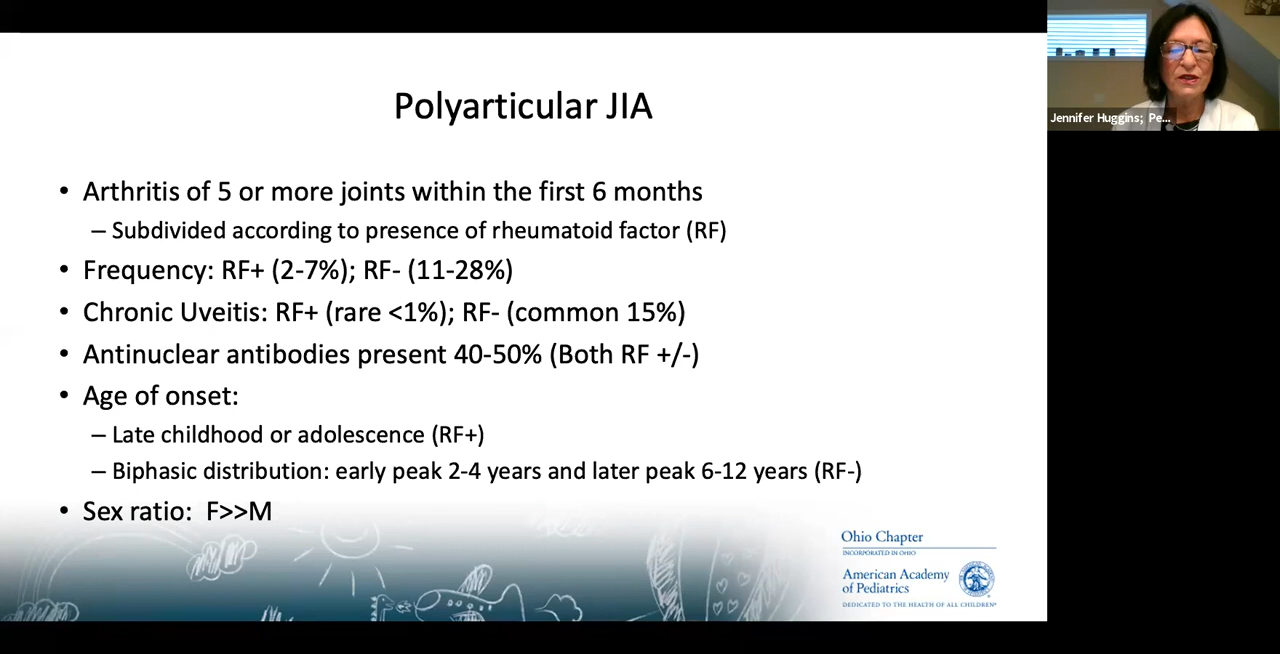 Polyarticular JIA
• Arthritis of 5 or more joints within the first 6 months
– Subdivided according to presence of rheumatoid factor (RF)
• Frequency: RF+ (2-7%); RF- (11-28%)
• Chronic Uveitis: RF+ (rare <1%); RF- (common 15%)
• Antinuclear antibodies present 40-50% (Both RF +/-)
• Age of onset:
– Late childhood or adolescence (RF+)
– Biphasic distribution: early peak 2-4 years and later peak 6-12 years (RF-)
• Sex ratio: F>>M
Ohio Chapter
INCORPORATED IN OHIO
American Academy
of Pediatrics
DEDICATED TO THE HEALTH OF ALL CHILDREN®
Jennifer Huggins; Pe...